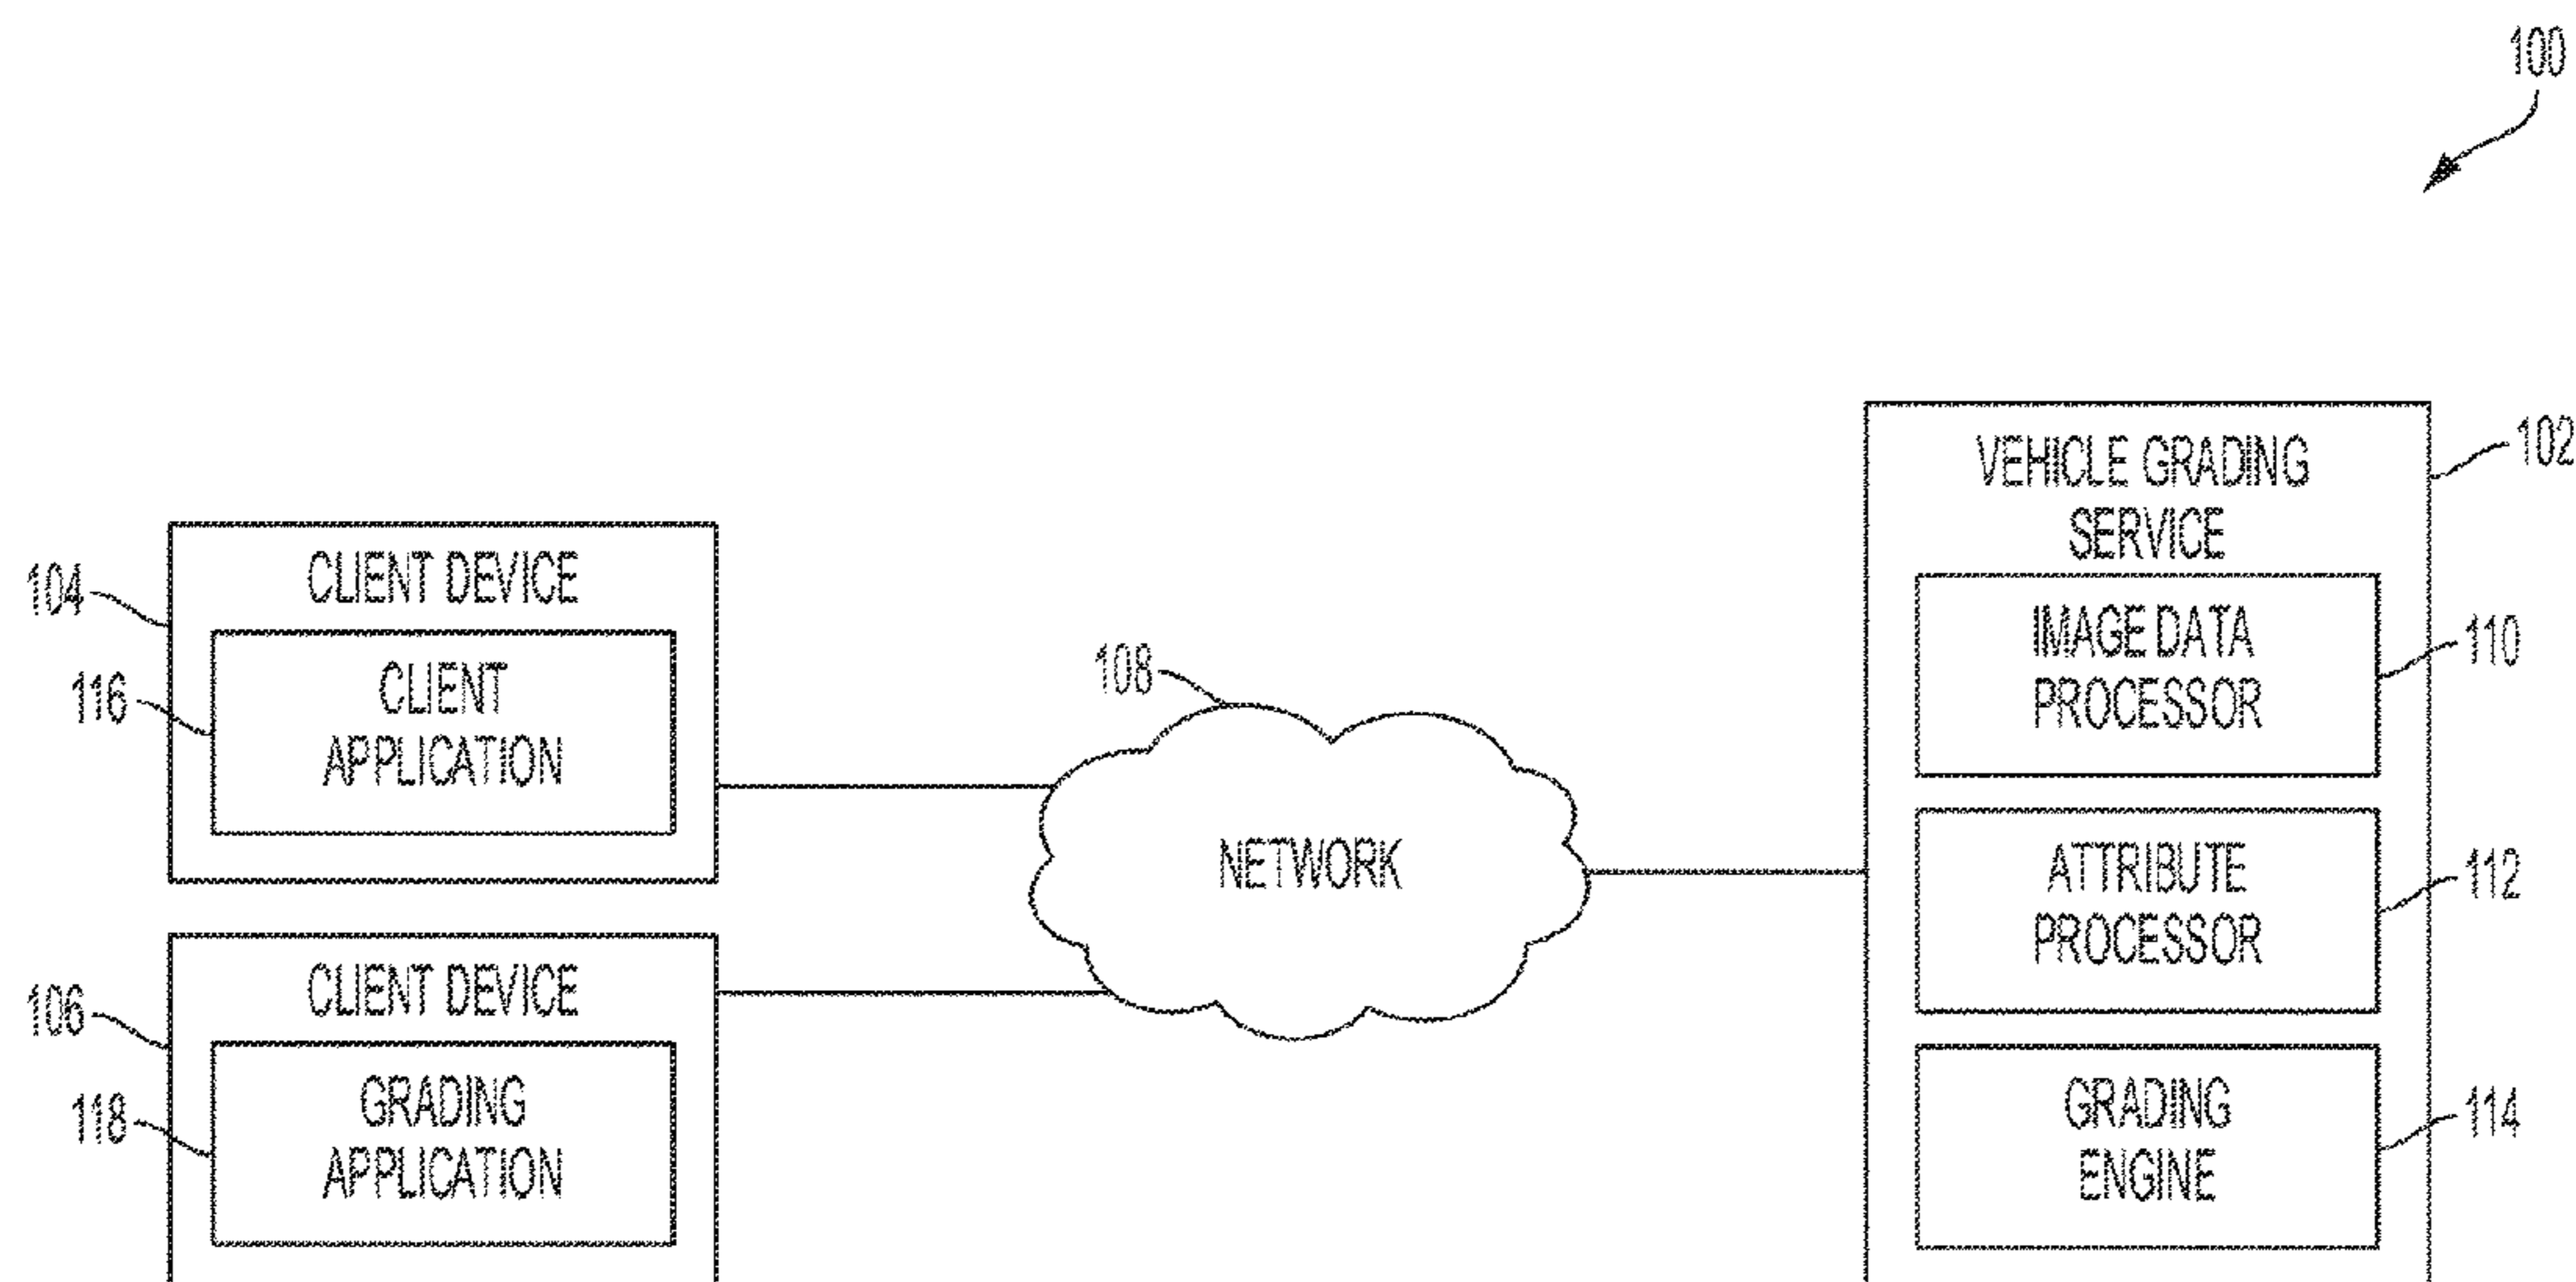 100
VEHICLE GRADING
SERVICE
102
IMAGE DATA
PROCESSOR
110
ATTRIBUTE
PROCESSOR
112
GRADING
ENGINE
114
CLIENT DEVICE
104
CLIENT
APPLICATION
116
108
NETWORK
CLIENT DEVICE
106
GRADING
APPLICATION
118